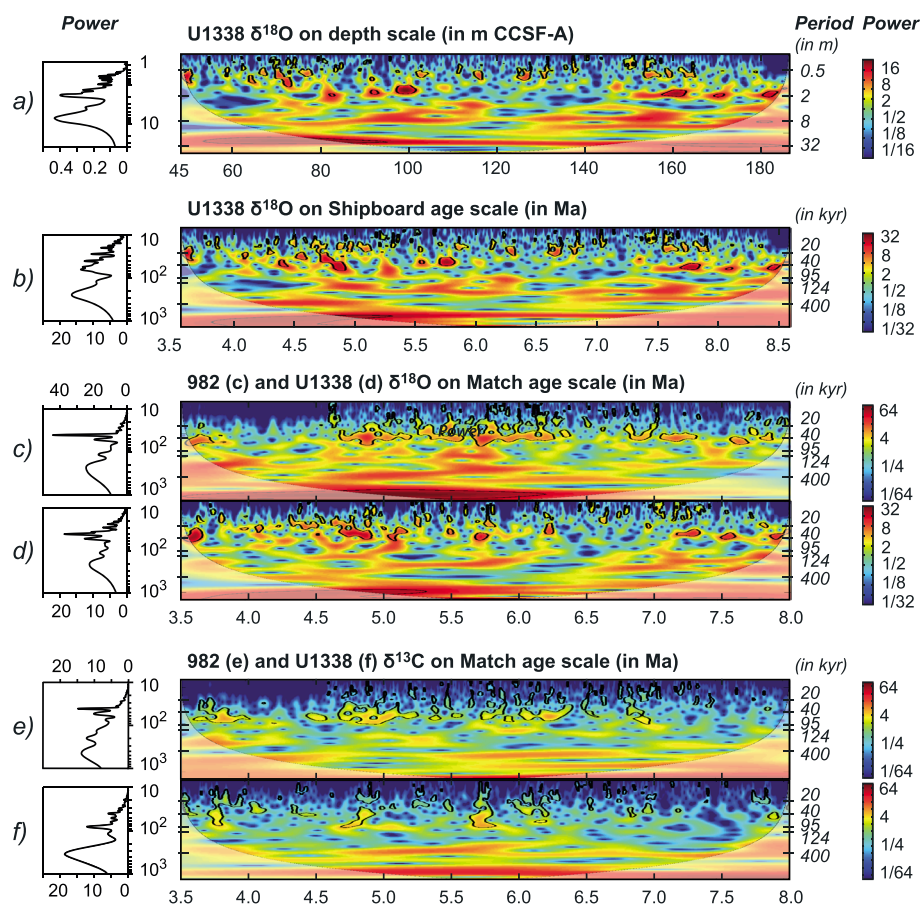 Power
U1338 δ18O on depth scale (in m CCSF-A)
Period Power
(in m)
a)
1
10
0.4 0.2 0
0.5
2
8
32
16
8
2
1/2
1/8
1/16
45 60 80 100 120 140 160 180
U1338 δ18O on Shipboard age scale (in Ma)
(in kyr)
b)
10
10²
10³
20 10 0
20
40
95
124
400
32
8
2
1/2
1/8
1/32
3.5 4.0 4.5 5.0 5.5 6.0 6.5 7.0 7.5 8.0 8.5
982 (c) and U1338 (d) δ18O on Match age scale (in Ma)
(in kyr)
40 20 0
c)
10
10²
10³
Power
20
40
95
124
400
64
4
1/4
1/64
d)
10
10²
10³
20 10 0
20
40
95
124
400
32
8
2
1/2
1/8
1/32
3.5 4.0 4.5 5.0 5.5 6.0 6.5 7.0 7.5 8.0
982 (e) and U1338 (f) δ13C on Match age scale (in Ma)
(in kyr)
20 10 0
e)
10
10²
10³
20
40
95
124
400
64
4
1/4
1/64
f)
10
10²
10³
20 10 0
20
40
95
124
400
64
4
1/4
1/64
3.5 4.0 4.5 5.0 5.5 6.0 6.5 7.0 7.5 8.0